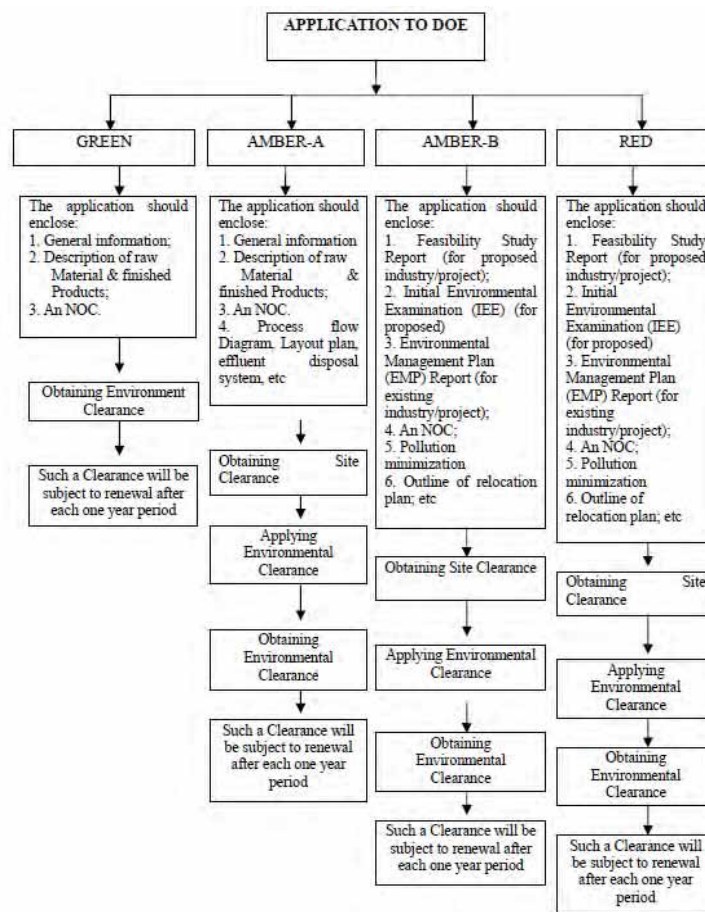 APPLICATION TO DOE
GREEN
AMBER-A
AMBER-B
RED
The application should
enclose:
1. General information;
2. Description of raw
Material & finished
Products;
3. An NOC.
Obtaining Environment
Clearance
Such a Clearance will be
subject to renewal after
each one year period
The application should
enclose:
1. General information
2. Description of raw
Material &
finished Products;
3. An NOC.
4. Process flow
Diagram, Layout plan,
effluent disposal
system, etc
Obtaining Site
Clearance
Applying
Environmental
Clearance
Obtaining
Environmental
Clearance
Such a Clearance will
be subject to renewal
after each one year
period
The application should
enclose:
1. Feasibility Study
Report (for proposed
industry/project);
2. Initial Environmental
Examination (IEE) (for
proposed)
3. Environmental
Management Plan
(EMP) Report (for
existing
industry/project);
4. An NOC;
5. Pollution
minimization
6. Outline of relocation
plan; etc
Obtaining Site Clearance
Applying Environmental
Clearance
Obtaining
Environmental
Clearance
Such a Clearance will be
subject to renewal after
each one year period
The application should
enclose:
1. Feasibility Study
Report (for proposed
industry/project);
2. Initial
Environmental
Examination (IEE)
(for proposed)
3. Environmental
Management Plan
(EMP) Report (for
existing
industry/project);
4. An NOC;
5. Pollution
minimization
6. Outline of
relocation plan; etc
Obtaining Site
Clearance
Applying
Environmental
Clearance
Obtaining
Environmental
Clearance
Such a Clearance will
be subject to renewal
after each one year
period